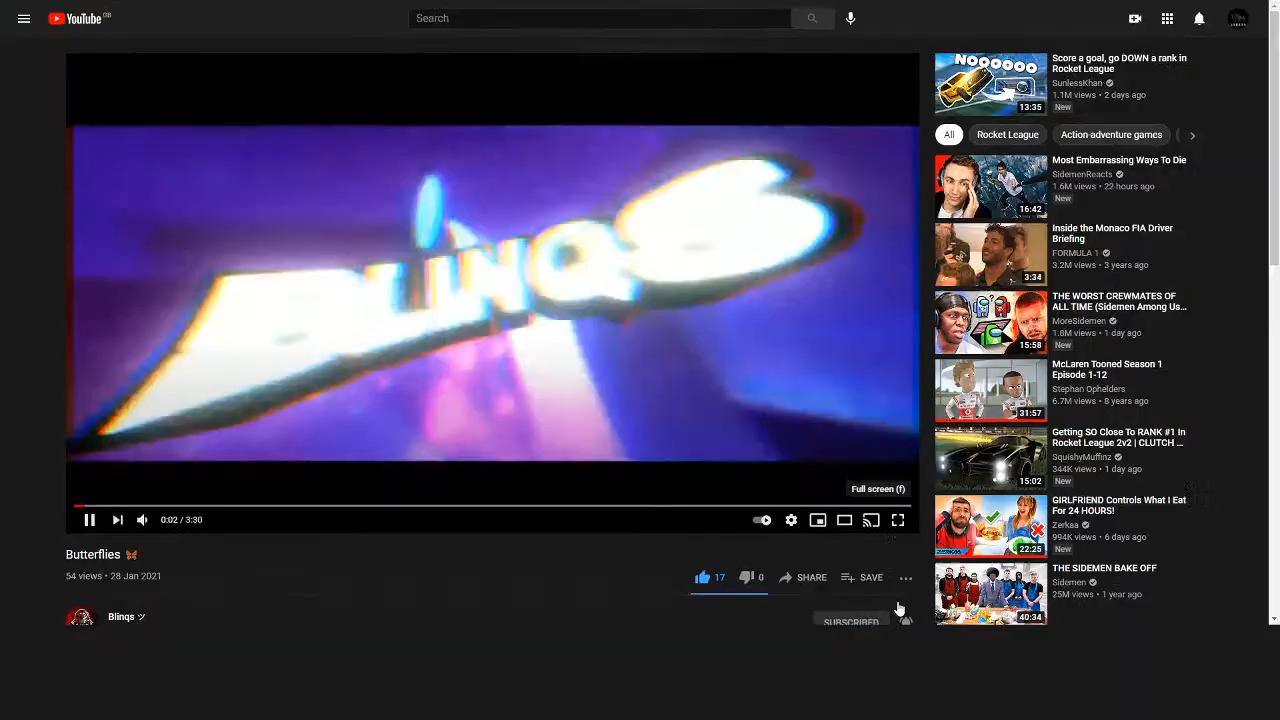 YouTube GB
Search
BLINQS
Full screen (f)
0:02 / 3:30
Butterflies
54 views • 28 Jan 2021
17
0
SHARE
SAVE
Blinqs ツ
SUBSCRIBED
NOOOOOO
13:35
Score a goal, go DOWN a rank in
Rocket League
SunlessKhan
1.1M views • 2 days ago
New
All
Rocket League
Action-adventure games
16:42
Most Embarrassing Ways To Die
SidemenReacts
1.6M views • 22 hours ago
New
3:34
Inside the Monaco FIA Driver
Briefing
FORMULA 1
3.2M views • 3 years ago
15:58
THE WORST CREWMATES OF
ALL TIME (Sidemen Among Us...
MoreSidemen
1.8M views • 1 day ago
New
31:57
McLaren Tooned Season 1
Episode 1-12
Stephan Ophelders
6.7M views • 8 years ago
15:02
Getting SO Close To RANK #1 In
Rocket League 2v2 | CLUTCH ...
SquishyMuffinz
344K views • 1 day ago
New
22:25
GIRLFRIEND Controls What I Eat
For 24 HOURS!
Zerkaa
994K views • 6 days ago
New
40:34
THE SIDEMEN BAKE OFF
Sidemen
25M views • 1 year ago